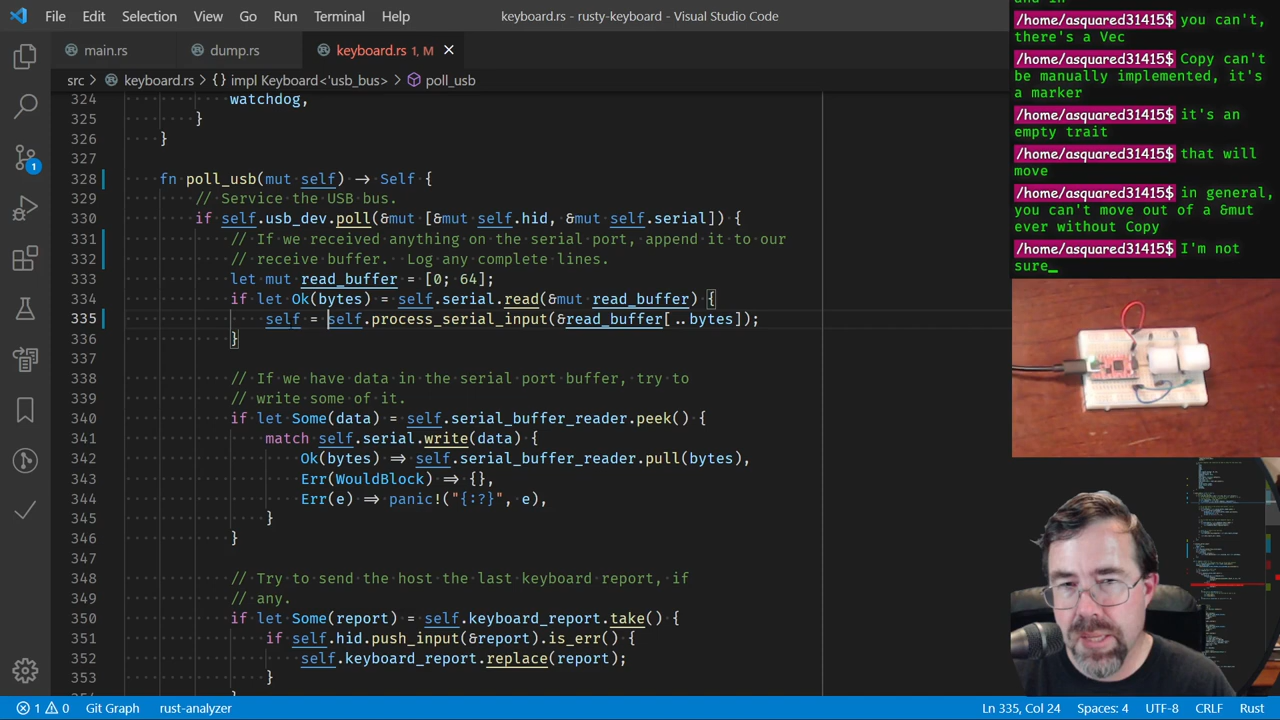 File Edit Selection View Go Run Terminal Help
keyboard.rs - rusty-keyboard - Visual Studio Code
main.rs
dump.rs
keyboard.rs 1, M
src > keyboard.rs > {} impl Keyboard<'usb_bus> > poll_usb
324 watchdog,
325 }
326 }
327
328 fn poll_usb(mut self) -> Self {
329 // Service the USB bus.
330 if self.usb_dev.poll(&mut [&mut self.hid, &mut self.serial]) {
331 // If we received anything on the serial port, append it to our
332 // receive buffer. Log any complete lines.
333 let mut read_buffer = [0; 64];
334 if let Ok(bytes) = self.serial.read(&mut read_buffer) {
335 self = self.process_serial_input(&read_buffer[..bytes]);
336 }
337
338 // If we have data in the serial port buffer, try to
339 // write some of it.
340 if let Some(data) = self.serial_buffer_reader.peek() {
341 match self.serial.write(data) {
342 Ok(bytes) => self.serial_buffer_reader.pull(bytes),
343 Err(WouldBlock) => {},
344 Err(e) => panic!("{:?}", e),
345 }
346 }
347
348 // Try to send the host the last keyboard report, if
349 // any.
350 if let Some(report) = self.keyboard_report.take() {
351 if self.hid.push_input(&report).is_err() {
352 self.keyboard_report.replace(report);
353 }
1
1 0 Git Graph rust-analyzer
Ln 335, Col 24 Spaces: 4 UTF-8 CRLF Rust
/home/asquared31415$ you can't,
there's a Vec
/home/asquared31415$ Copy can't
be manually implemented, it's
a marker
/home/asquared31415$ it's an
empty trait
/home/asquared31415$ that will
move
/home/asquared31415$ in general,
you can't move out of a &mut
ever without Copy
/home/asquared31415$ I'm not
sure_